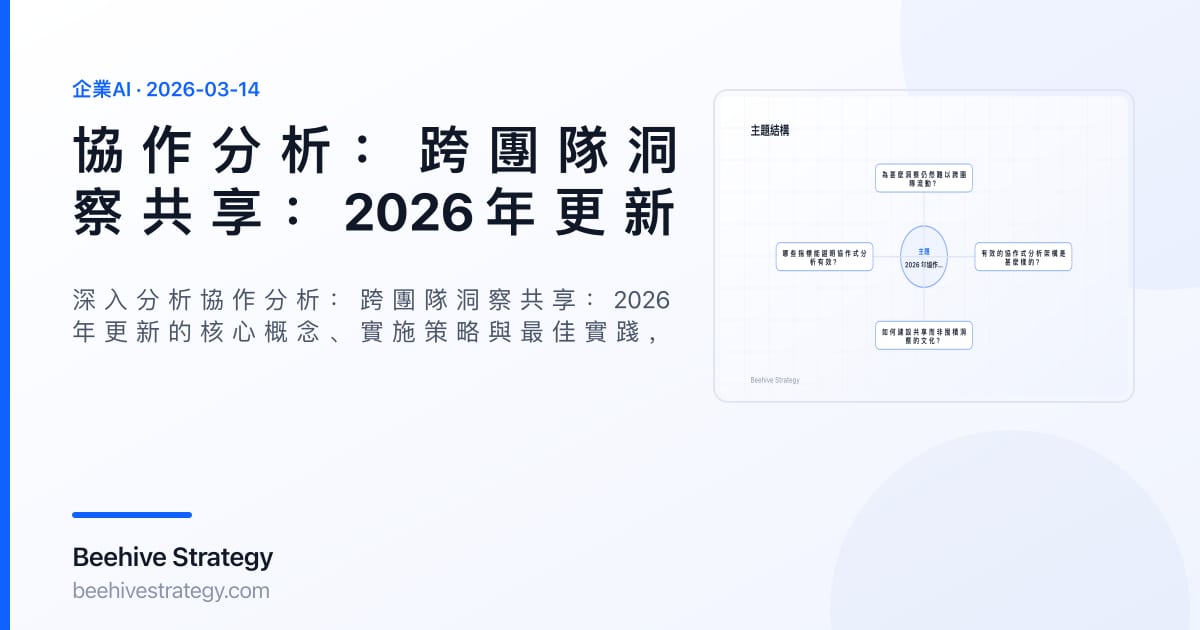 企業AI · 2026-03-14
協作分析：跨團隊洞
察共享：2026年更新
深入分析協作分析：跨團隊洞察共享：2026
年更新的核心概念、實施策略與最佳實踐，
Beehive Strategy
beehivestrategy.com
主題結構
為甚麼洞察仍然難以跨團
隊流動？
哪些指標能證明協作式分
析有效？
主題
2026 年協作...
有效的協作式分析架構是
甚麼樣的？
如何建設共享而非囤積洞
察的文化？
Beehive Strategy